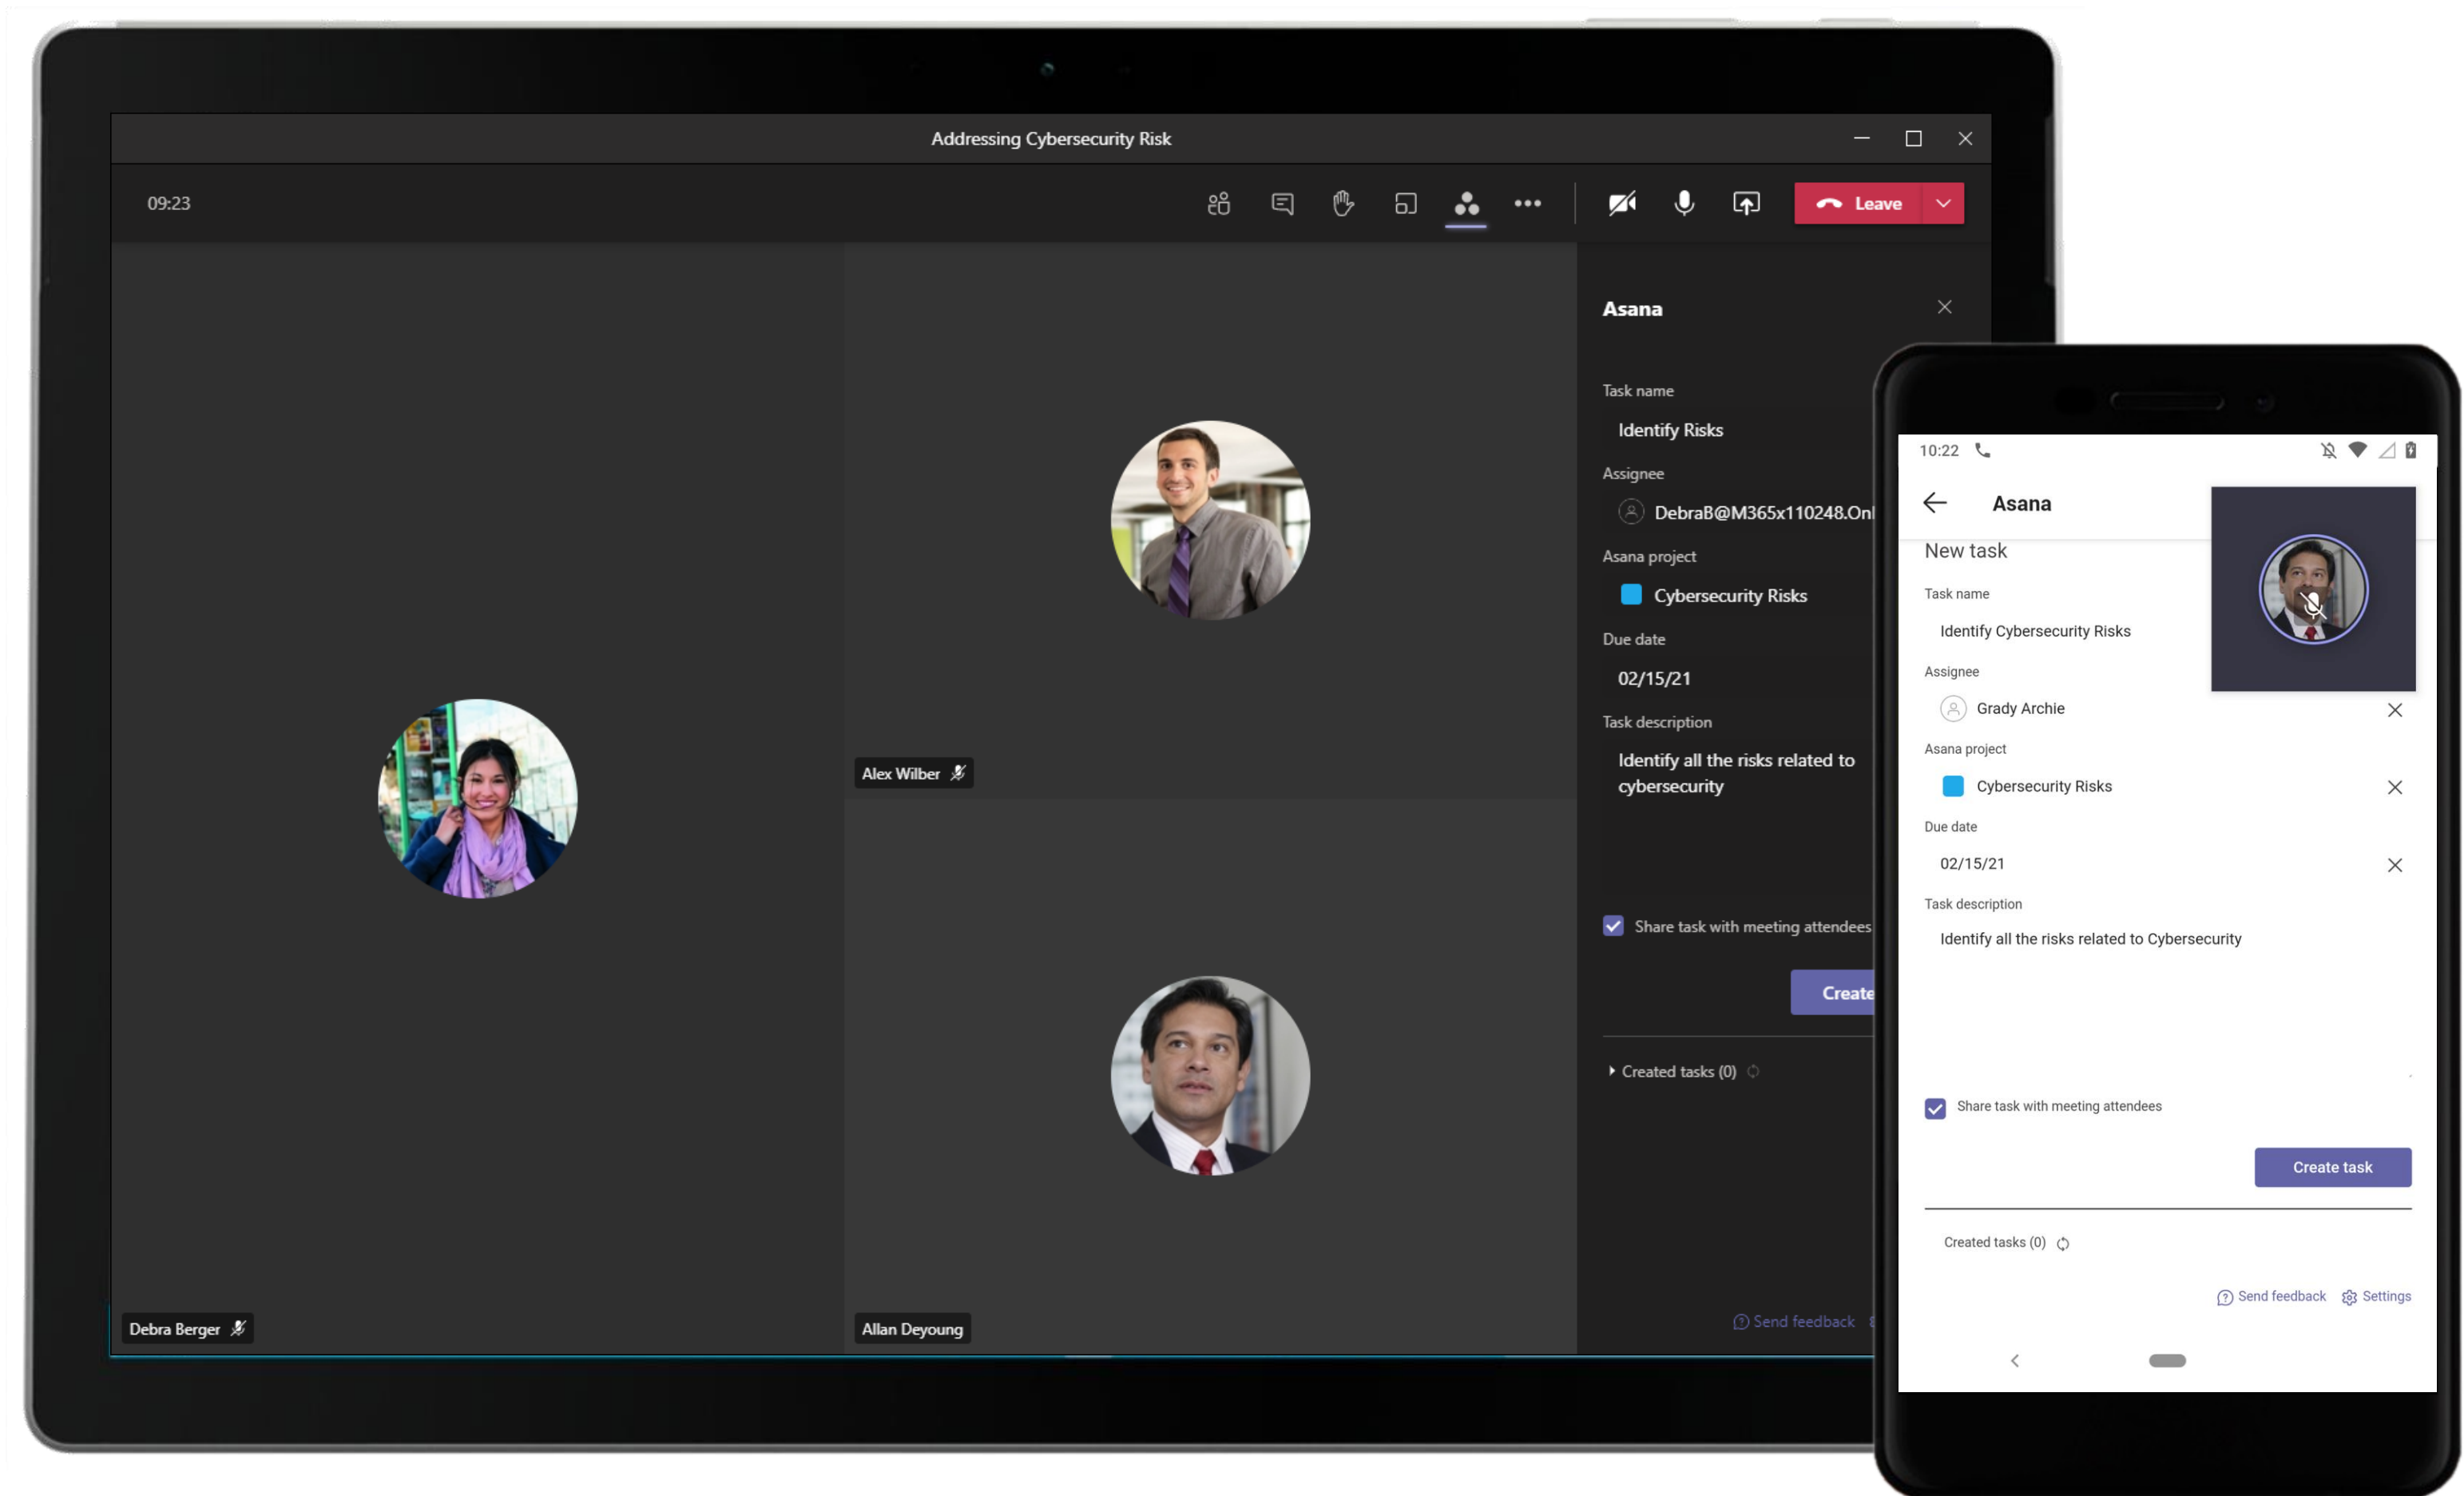 Addressing Cybersecurity Risk
09:23
Leave
Alex Wilber
Debra Berger
Allan Deyoung
Asana
Task name
Identify Risks
Assignee
DebraB@M365x110248.Onl
Asana project
Cybersecurity Risks
Due date
02/15/21
Task description
Identify all the risks related to
cybersecurity
Share task with meeting attendees
Create
Created tasks (0)
Send feedback
10:22
Asana
New task
Task name
Identify Cybersecurity Risks
Assignee
Grady Archie
Asana project
Cybersecurity Risks
Due date
02/15/21
Task description
Identify all the risks related to Cybersecurity
Share task with meeting attendees
Create task
Created tasks (0)
Send feedback
Settings